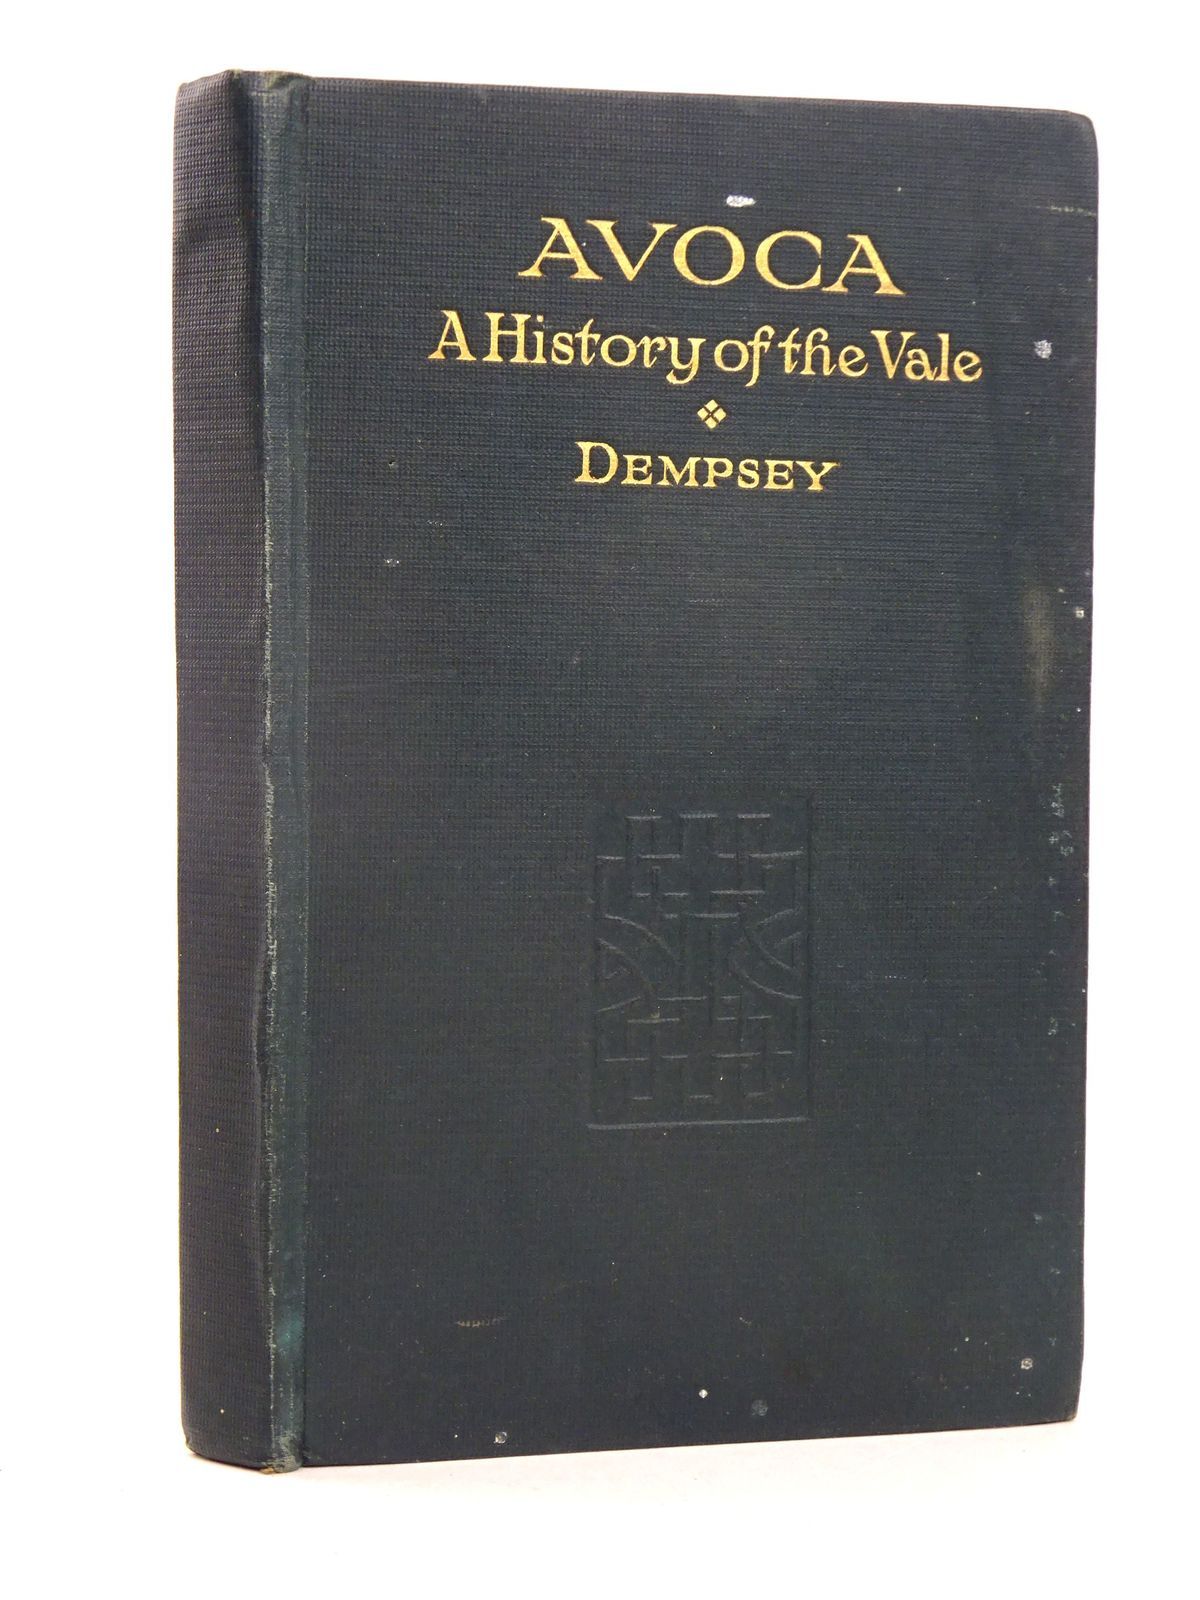 AVOCA
A History of the Vale
DEMPSEY